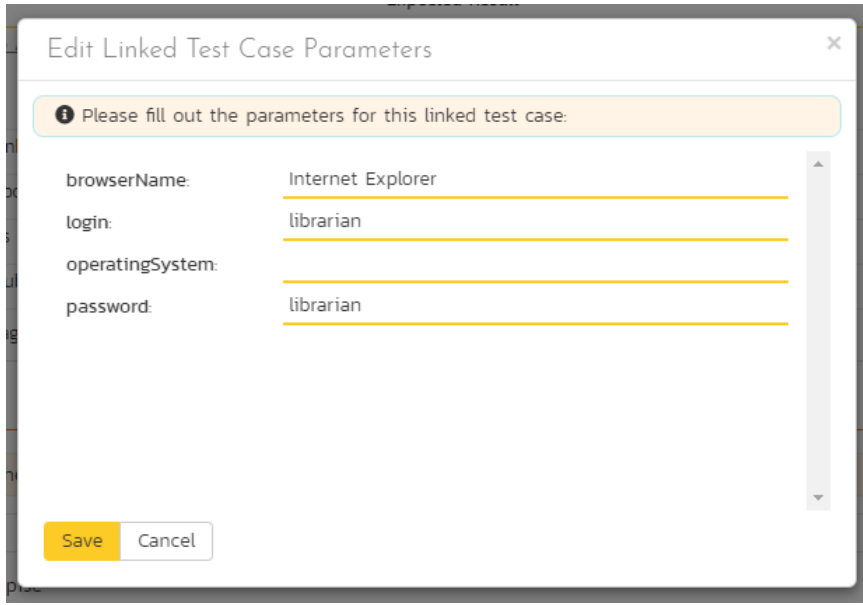 Edit Linked Test Case Parameters
×
Please fill out the parameters for this linked test case:
browserName: Internet Explorer
login: librarian
operatingSystem:
password: librarian
Save Cancel